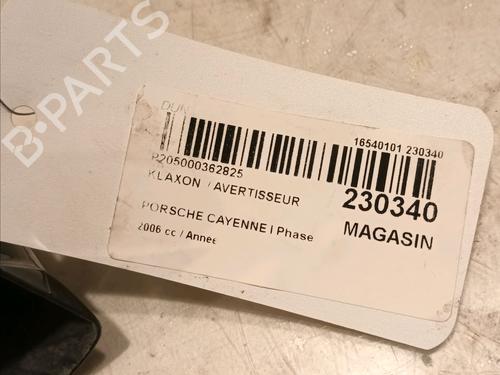 B-PARTS
DUN
16540101 230340
P205000362825
KLAXON / AVERTISSEUR
230340
PORSCHE CAYENNE I Phase
MAGASIN
2006 cc / Annee